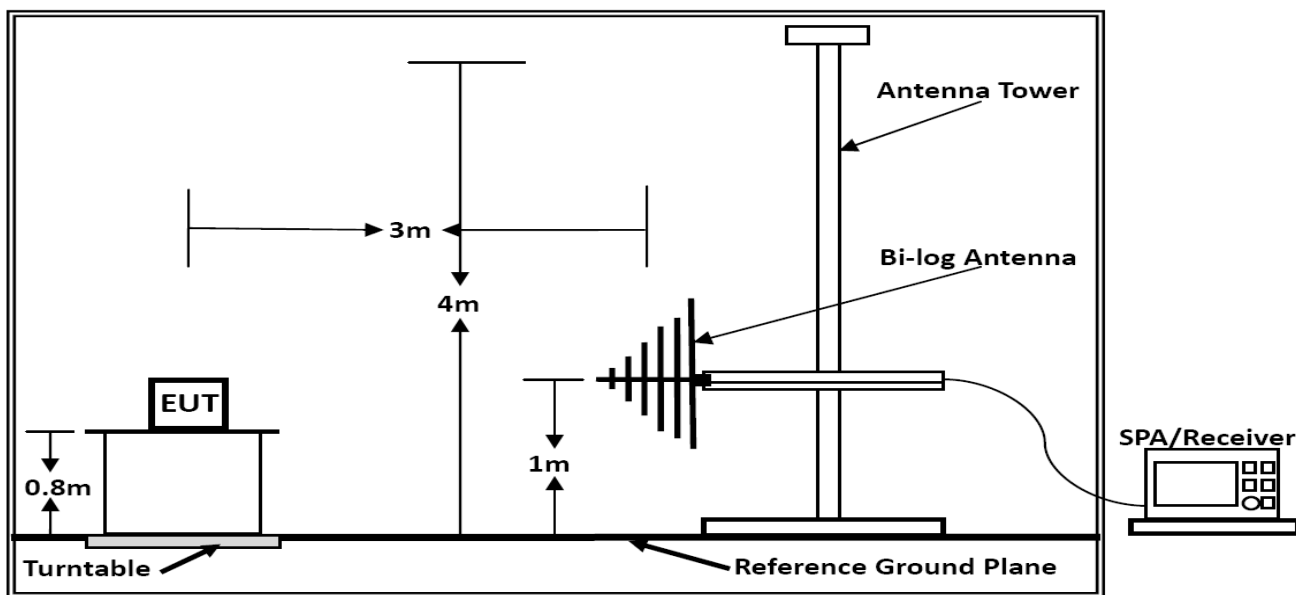 Antenna Tower
3m
Bi-log Antenna
4m
EUT
SPA/Receiver
1m
0.8m
Turntable
Reference Ground Plane